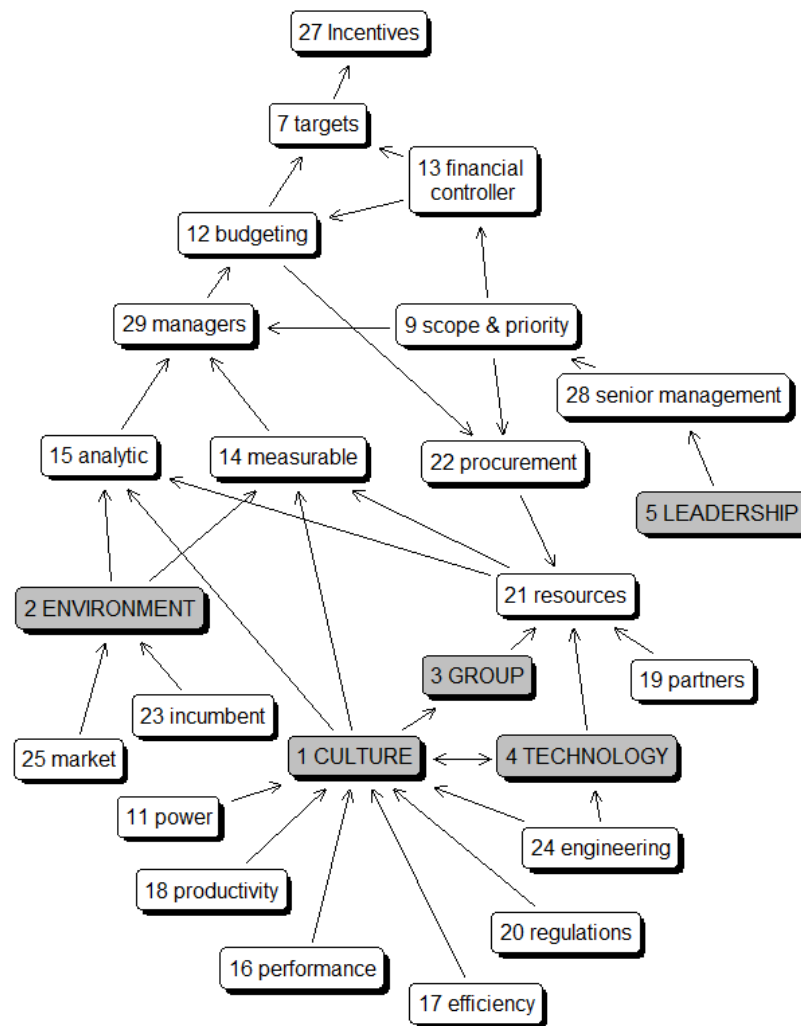 27 Incentives
7 targets
13 financial
controller
12 budgeting
29 managers
9 scope & priority
28 senior management
15 analytic
14 measurable
22 procurement
5 LEADERSHIP
2 ENVIRONMENT
21 resources
3 GROUP
19 partners
23 incumbent
25 market
1 CULTURE
4 TECHNOLOGY
11 power
24 engineering
18 productivity
20 regulations
16 performance
17 efficiency